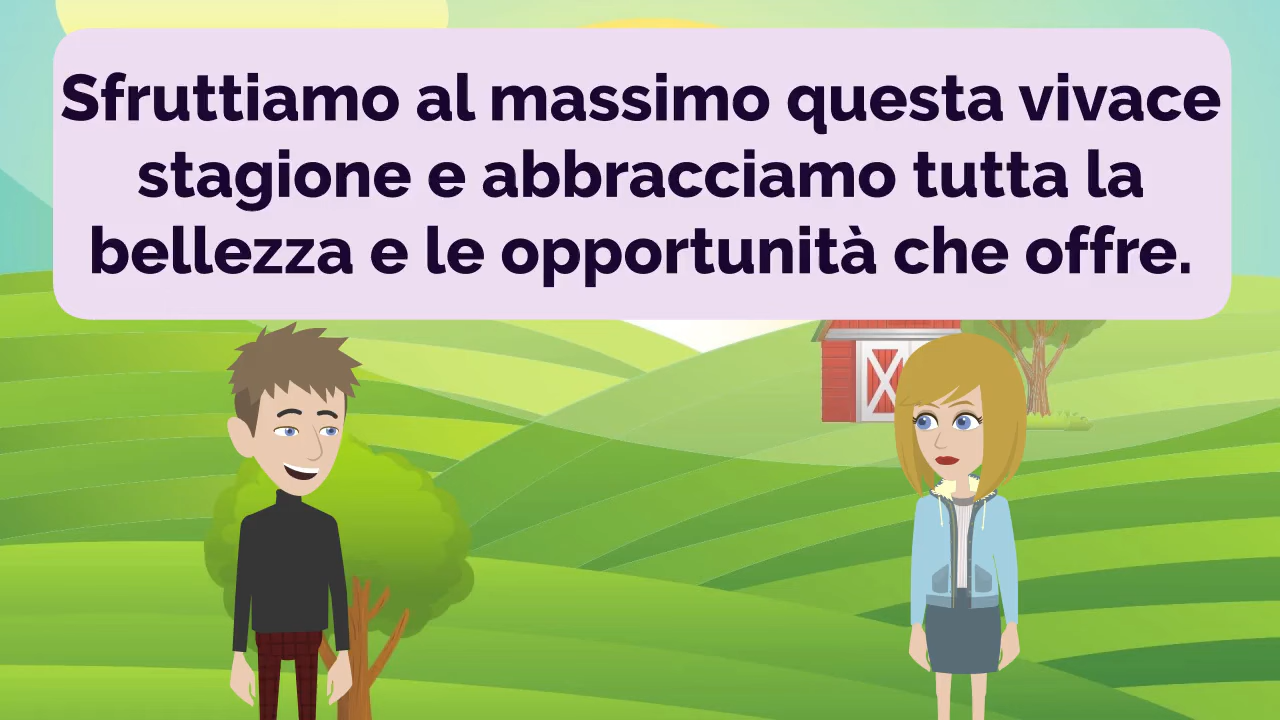 Sfruttiamo al massimo questa vivace
stagione e abbracciamo tutta la
bellezza e le opportunità che offre.